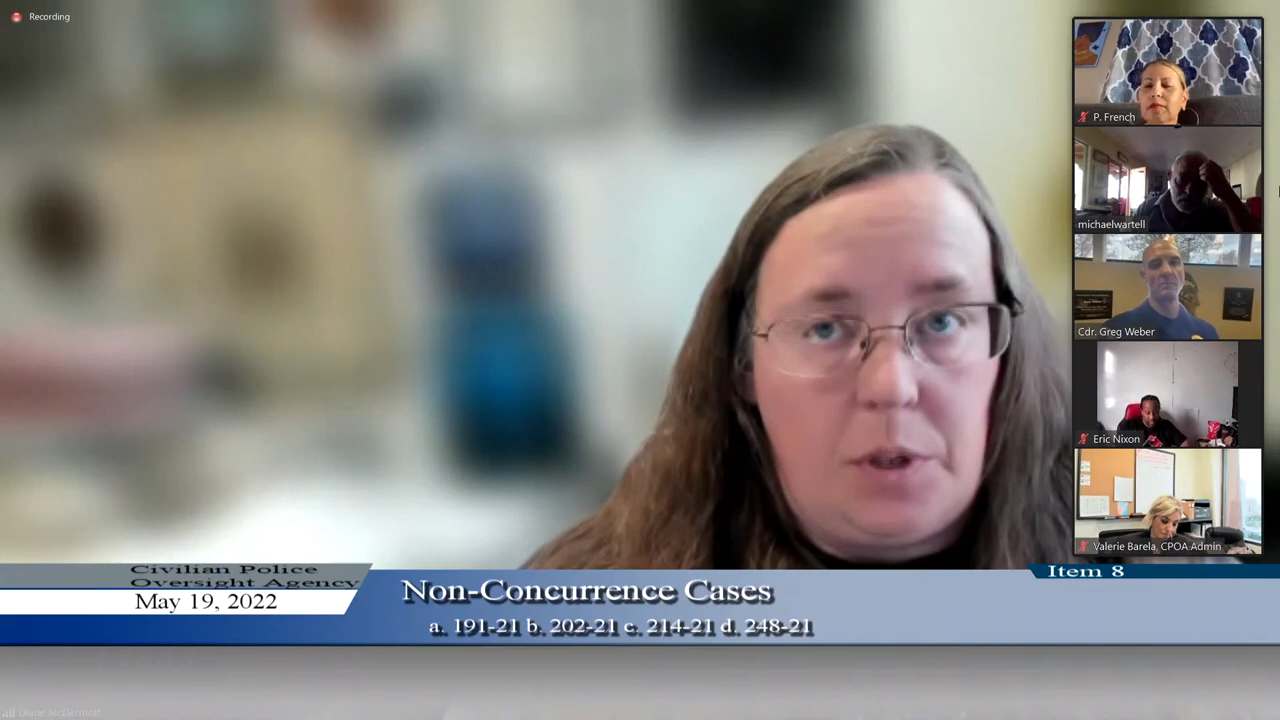 Recording
P. French
michaelwartell
Cdr. Greg Weber
Eric Nixon
Valerie Barela, CPOA Admin
Civilian Police
Oversight Agency
May 19, 2022
Non-Concurrence Cases
a. 191-21 b. 202-21 c. 214-21 d. 248-21
Item 8
Diane McDermott